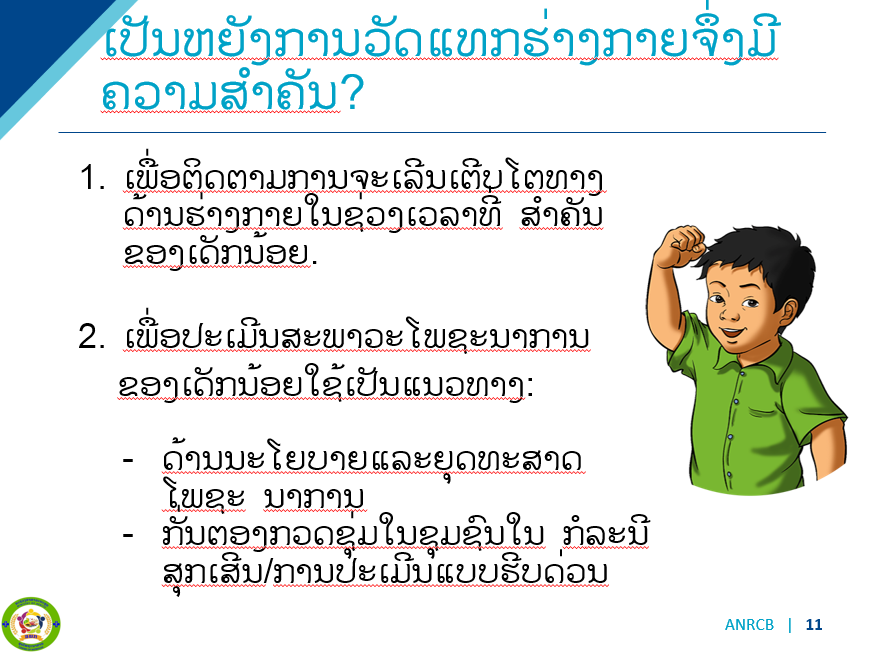 ເປັນຫຍັງການວັດແທກຮ່າງກາຍຈຶ່ງມີ
ຄວາມສຳຄັນ?
1. ເພື່ອຕິດຕາມການຈະເລີນເຕີບໂຕທາງ
ດ້ານຮ່າງກາຍໃນຊ່ວງເວລາທີ່ ສຳຄັນ
ຂອງເດັກນ້ອຍ.
2. ເພື່ອປະເມີນສະພາວະໂພຊະນາການ
ຂອງເດັກນ້ອຍໃຊ້ເປັນແນວທາງ:
- ດ້ານນະໂຍບາຍແລະຍຸດທະສາດ
ໂພຊະ ນາການ
- ກັ່ນຕອງກວດຊຸ່ມໃນຊຸມຊົນໃນ ກໍລະນີ
ສຸກເສີນ/ການປະເມີນແບບຮີບດ່ວນ
ANRCB | 11